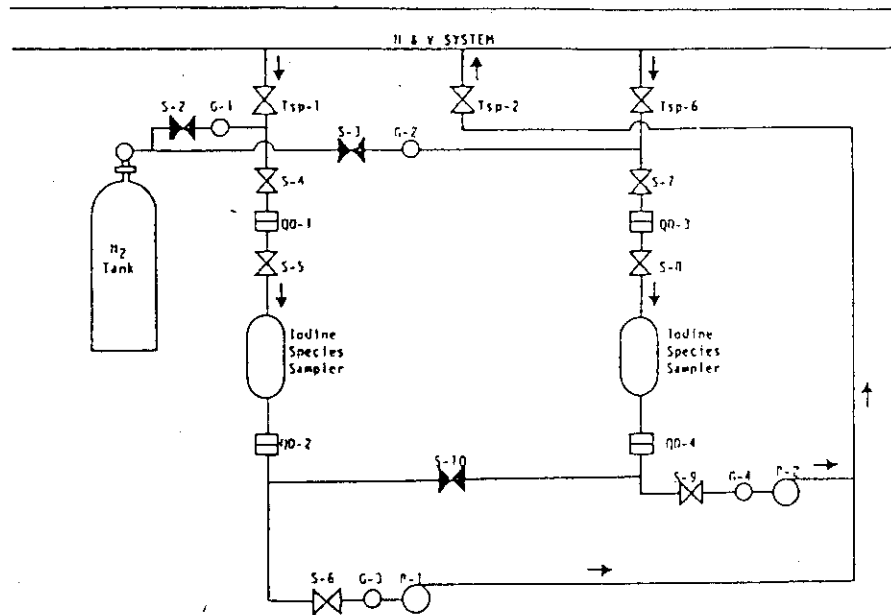 M & V SYSTEM
Tsp-1
Tsp-2
Tsp-6
S-2
G-1
S-3
G-2
S-4
S-7
QD-1
QD-3
N2
Tank
S-5
S-8
Iodine
Species
Sampler
Iodine
Species
Sampler
QD-2
QD-4
S-10
S-9
G-4
P-2
S-6
G-3
P-1